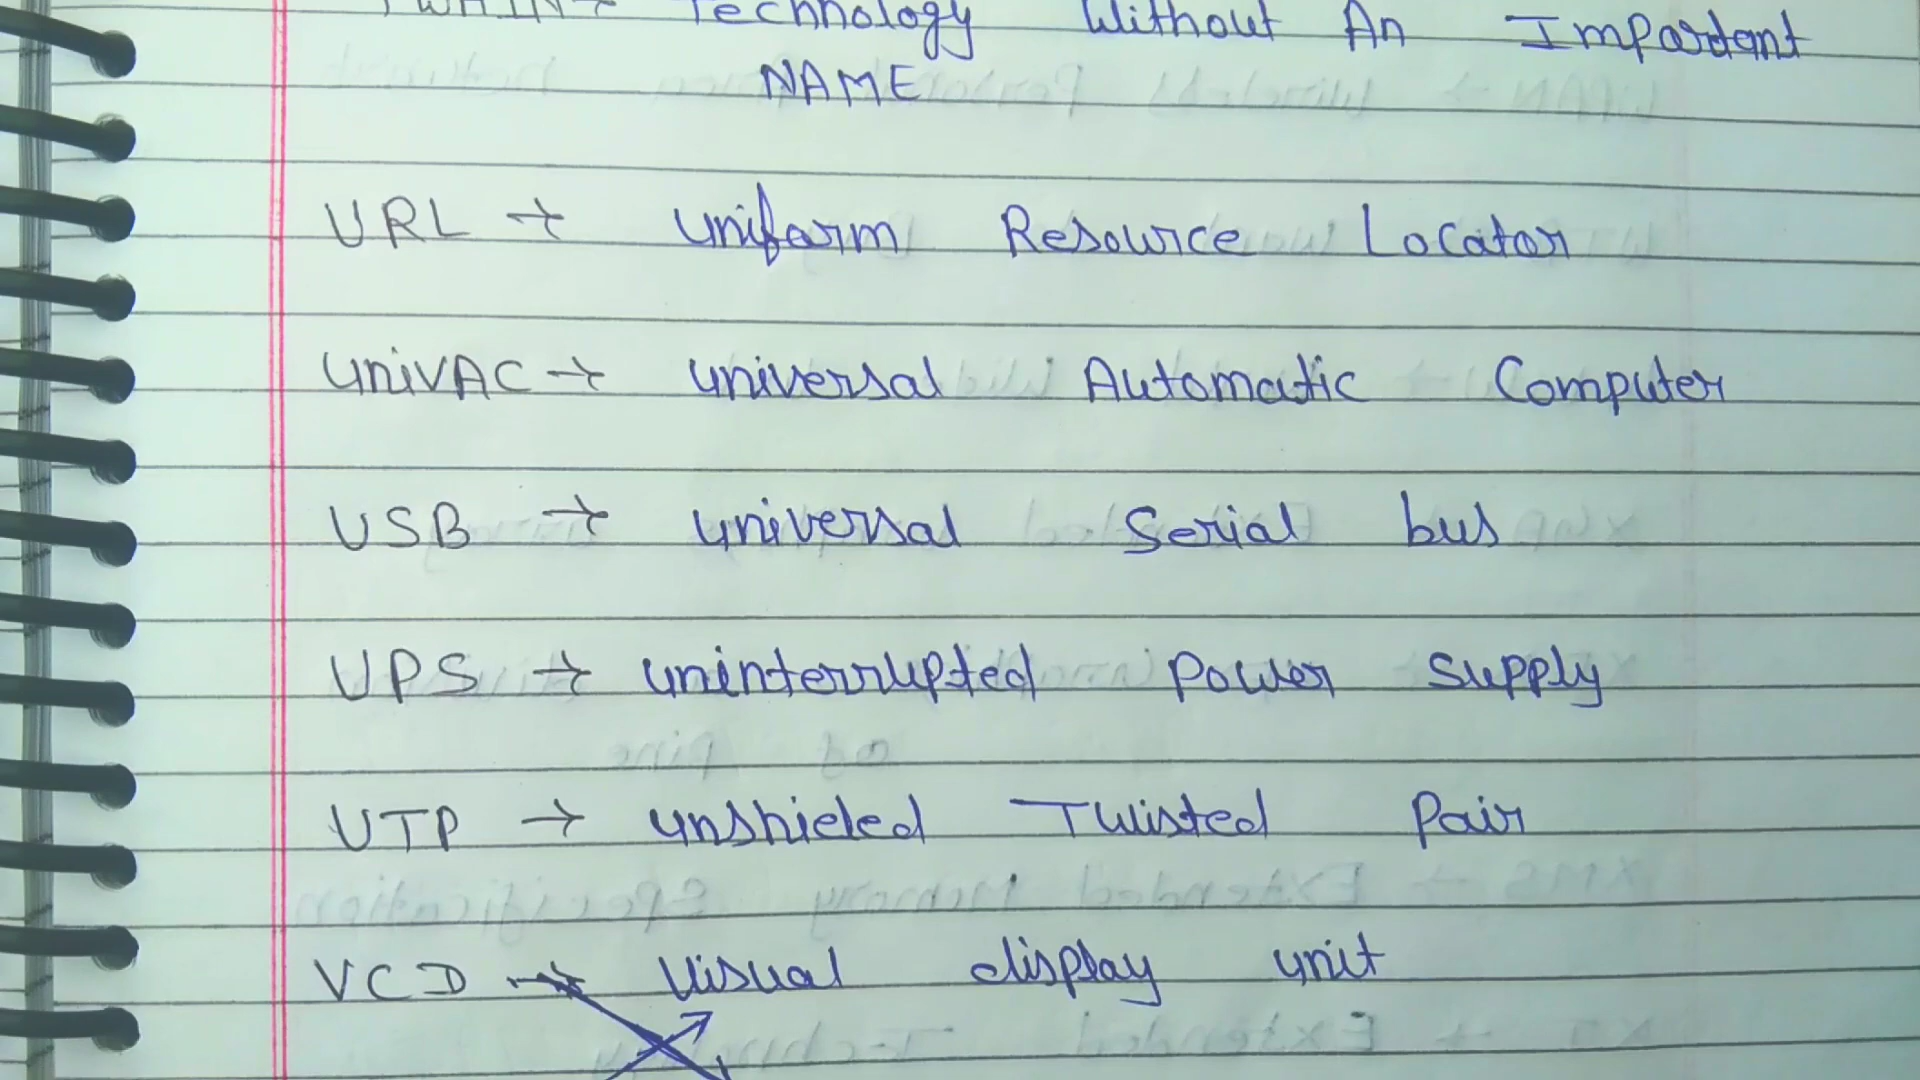 TWAIN → Technology Without An Important
NAME
URL → Uniform Resource Locator
UniVAC → Universal Automatic Computer
USB → Universal Serial bus
UPS → Uninterrupted Power Supply
UTP → Unshieled Twisted Pair
VCD → Visual display unit